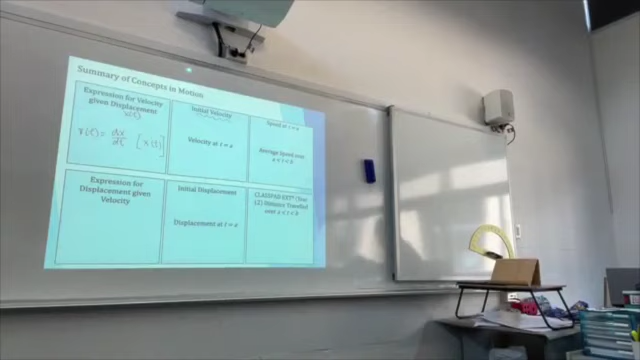 Summary of Concepts in Motion
Expression for Velocity
given Displacement
x(t)
v(t) = dx/dt [x(t)]
Initial Velocity
Velocity at t = a
Speed at t = a
Average Speed over
a < t < b
Expression for
Displacement given
Velocity
Initial Displacement
Displacement at t = a
CLASSPAD EXT*
(2) Distance Travelled
over a < t < b